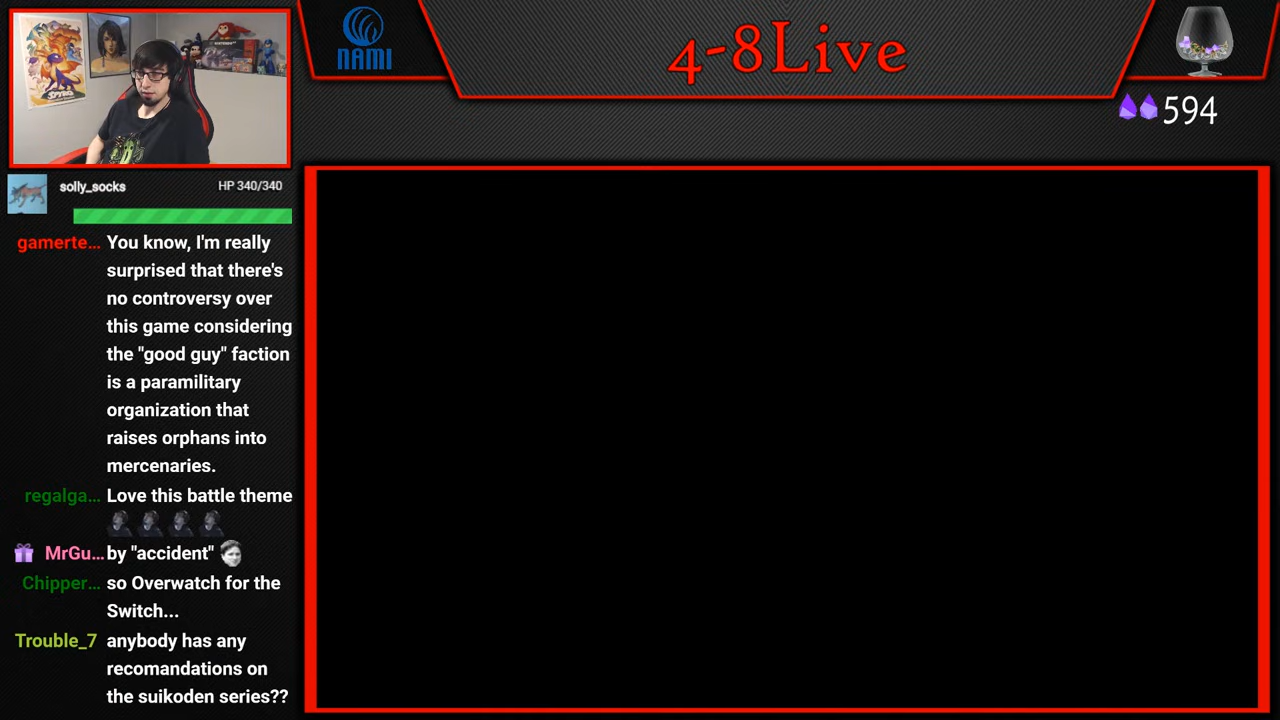 NAMI
4-8Live
594
SPYRO
solly_socks HP 340/340
gamerte... You know, I'm really
surprised that there's
no controversy over
this game considering
the "good guy" faction
is a paramilitary
organization that
raises orphans into
mercenaries.
regalga... Love this battle theme
MrGu... by "accident"
Chipper... so Overwatch for the
Switch...
Trouble_7 anybody has any
recomandations on
the suikoden series??